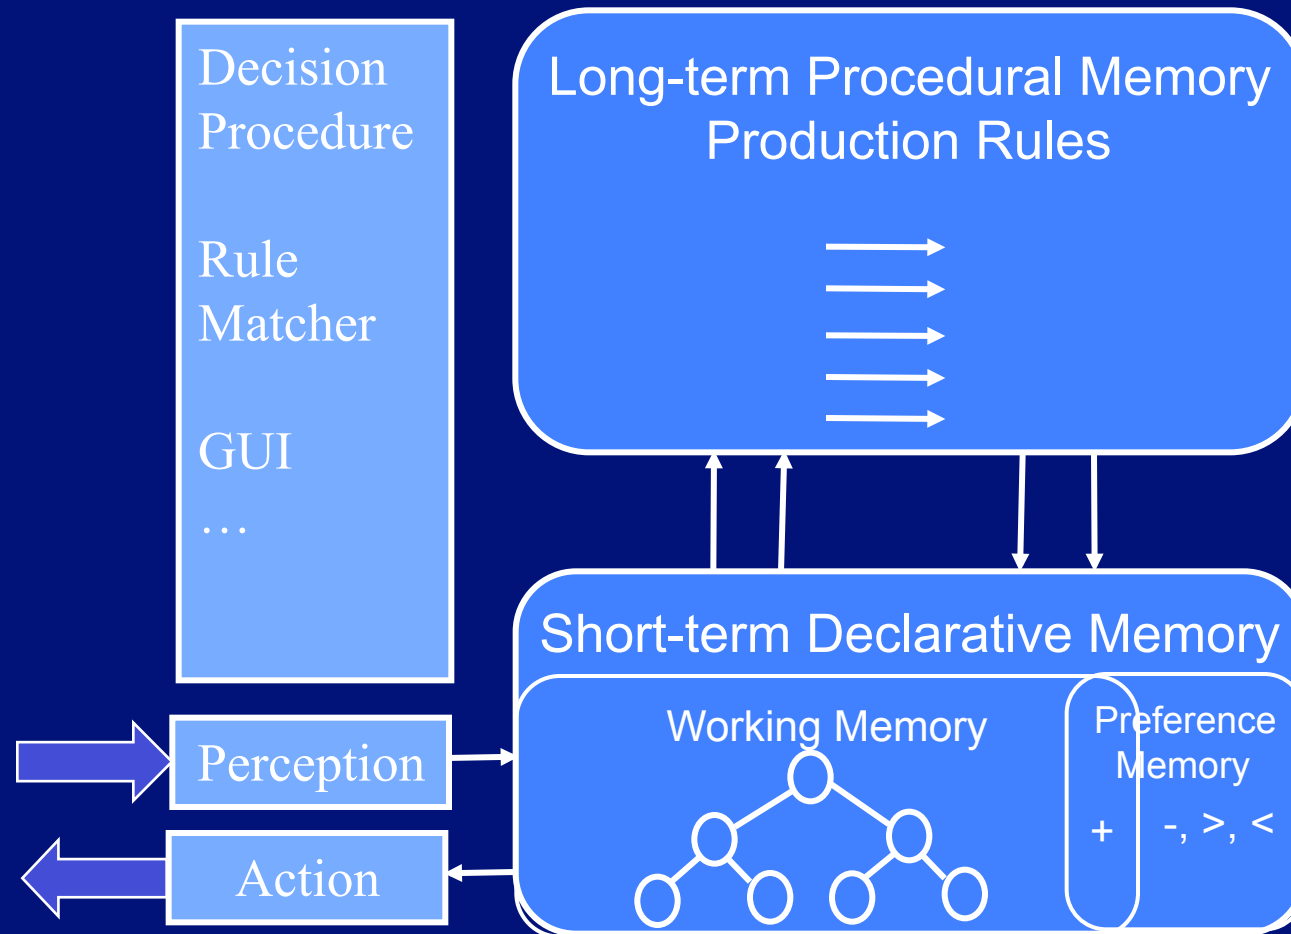 Decision
Procedure
Rule
Matcher
GUI
…
Long-term Procedural Memory
Production Rules
Short-term Declarative Memory
Working Memory
Preference
Memory
+
-, >, <
Perception
Action